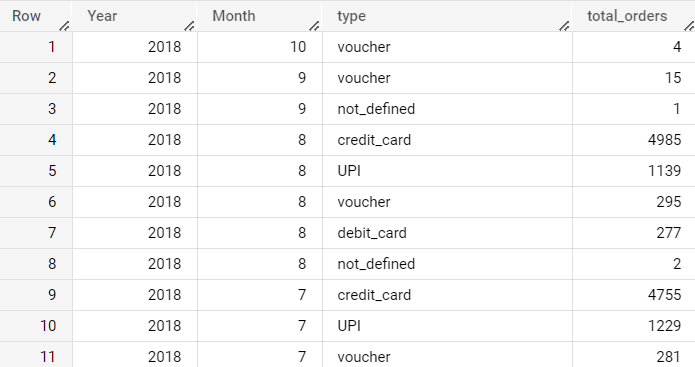 Row Year Month type total_orders
1 2018 10 voucher 4
2 2018 9 voucher 15
3 2018 9 not_defined 1
4 2018 8 credit_card 4985
5 2018 8 UPI 1139
6 2018 8 voucher 295
7 2018 8 debit_card 277
8 2018 8 not_defined 2
9 2018 7 credit_card 4755
10 2018 7 UPI 1229
11 2018 7 voucher 281